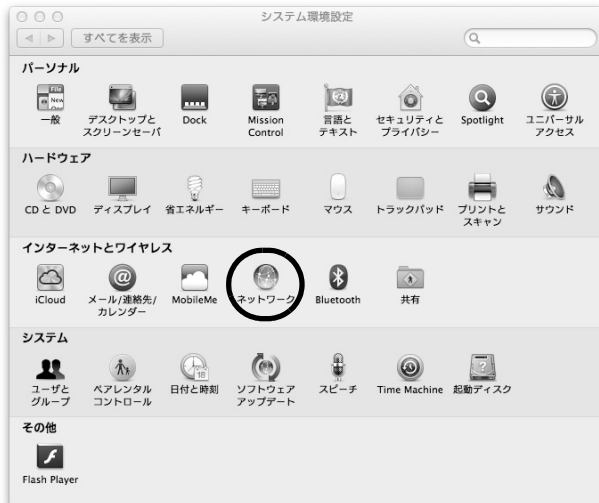 システム環境設定
すべてを表示
パーソナル
File
New
一般
デスクトップと
スクリーンセーバ
Dock
Mission
Control
言語と
テキスト
セキュリティと
プライバシー
Spotlight
ユニバーサル
アクセス
ハードウェア
CD と DVD
ディスプレイ
省エネルギー
キーボード
マウス
トラックパッド
プリントと
スキャン
サウンド
インターネットとワイヤレス
iCloud
メール/連絡先/
カレンダー
MobileMe
ネットワーク
Bluetooth
共有
システム
ユーザと
グループ
ペアレンタル
コントロール
18
日付と時刻
ソフトウェア
アップデート
スピーチ
Time Machine
起動ディスク
その他
Flash Player